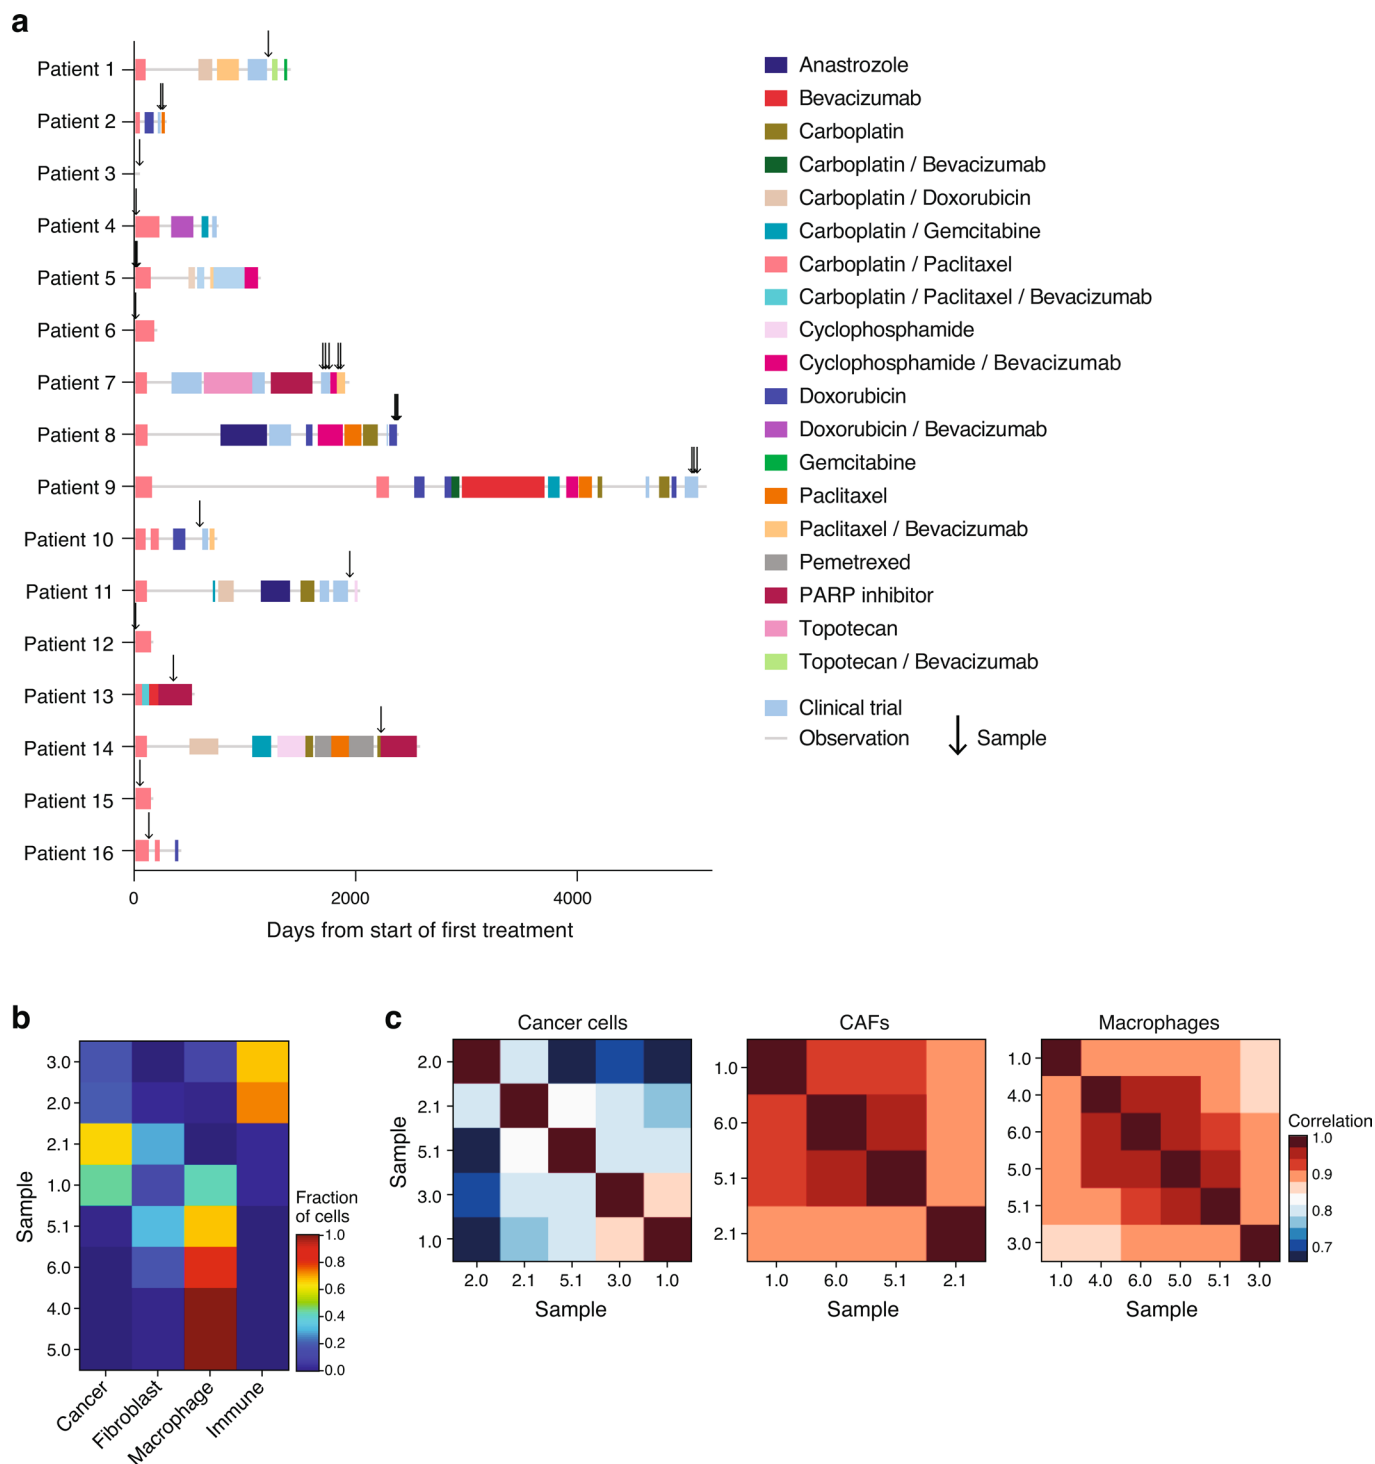 a
Patient 1
Patient 2
Patient 3
Patient 4
Patient 5
Patient 6
Patient 7
Patient 8
Patient 9
Patient 10
Patient 11
Patient 12
Patient 13
Patient 14
Patient 15
Patient 16
0 2000 4000
Days from start of first treatment
Anastrozole
Bevacizumab
Carboplatin
Carboplatin / Bevacizumab
Carboplatin / Doxorubicin
Carboplatin / Gemcitabine
Carboplatin / Paclitaxel
Carboplatin / Paclitaxel / Bevacizumab
Cyclophosphamide
Cyclophosphamide / Bevacizumab
Doxorubicin
Doxorubicin / Bevacizumab
Gemcitabine
Paclitaxel
Paclitaxel / Bevacizumab
Pemetrexed
PARP inhibitor
Topotecan
Topotecan / Bevacizumab
Clinical trial
Observation
Sample
b
Sample
3.0
2.0
2.1
1.0
5.1
6.0
4.0
5.0
Cancer
Fibroblast
Macrophage
Immune
Fraction
of cells
1.0
0.8
0.6
0.4
0.2
0.0
c
Cancer cells
Sample
2.0
2.1
5.1
3.0
1.0
2.0 2.1 5.1 3.0 1.0
Sample
CAFs
1.0
6.0
5.1
2.1
1.0 6.0 5.1 2.1
Sample
Macrophages
1.0
4.0
6.0
5.0
5.1
3.0
1.0 4.0 6.0 5.0 5.1 3.0
Sample
Correlation
1.0
0.9
0.8
0.7